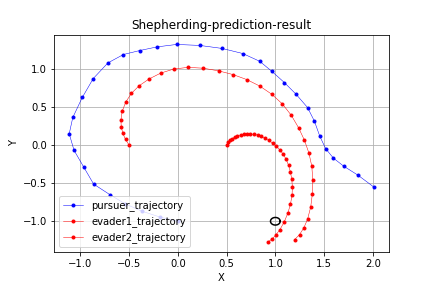 Shepherding-prediction-result
Y
1.0
0.5
0.0
−0.5
−1.0
pursuer_trajectory
evader1_trajectory
evader2_trajectory
−1.0 −0.5 0.0 0.5 1.0 1.5 2.0
X